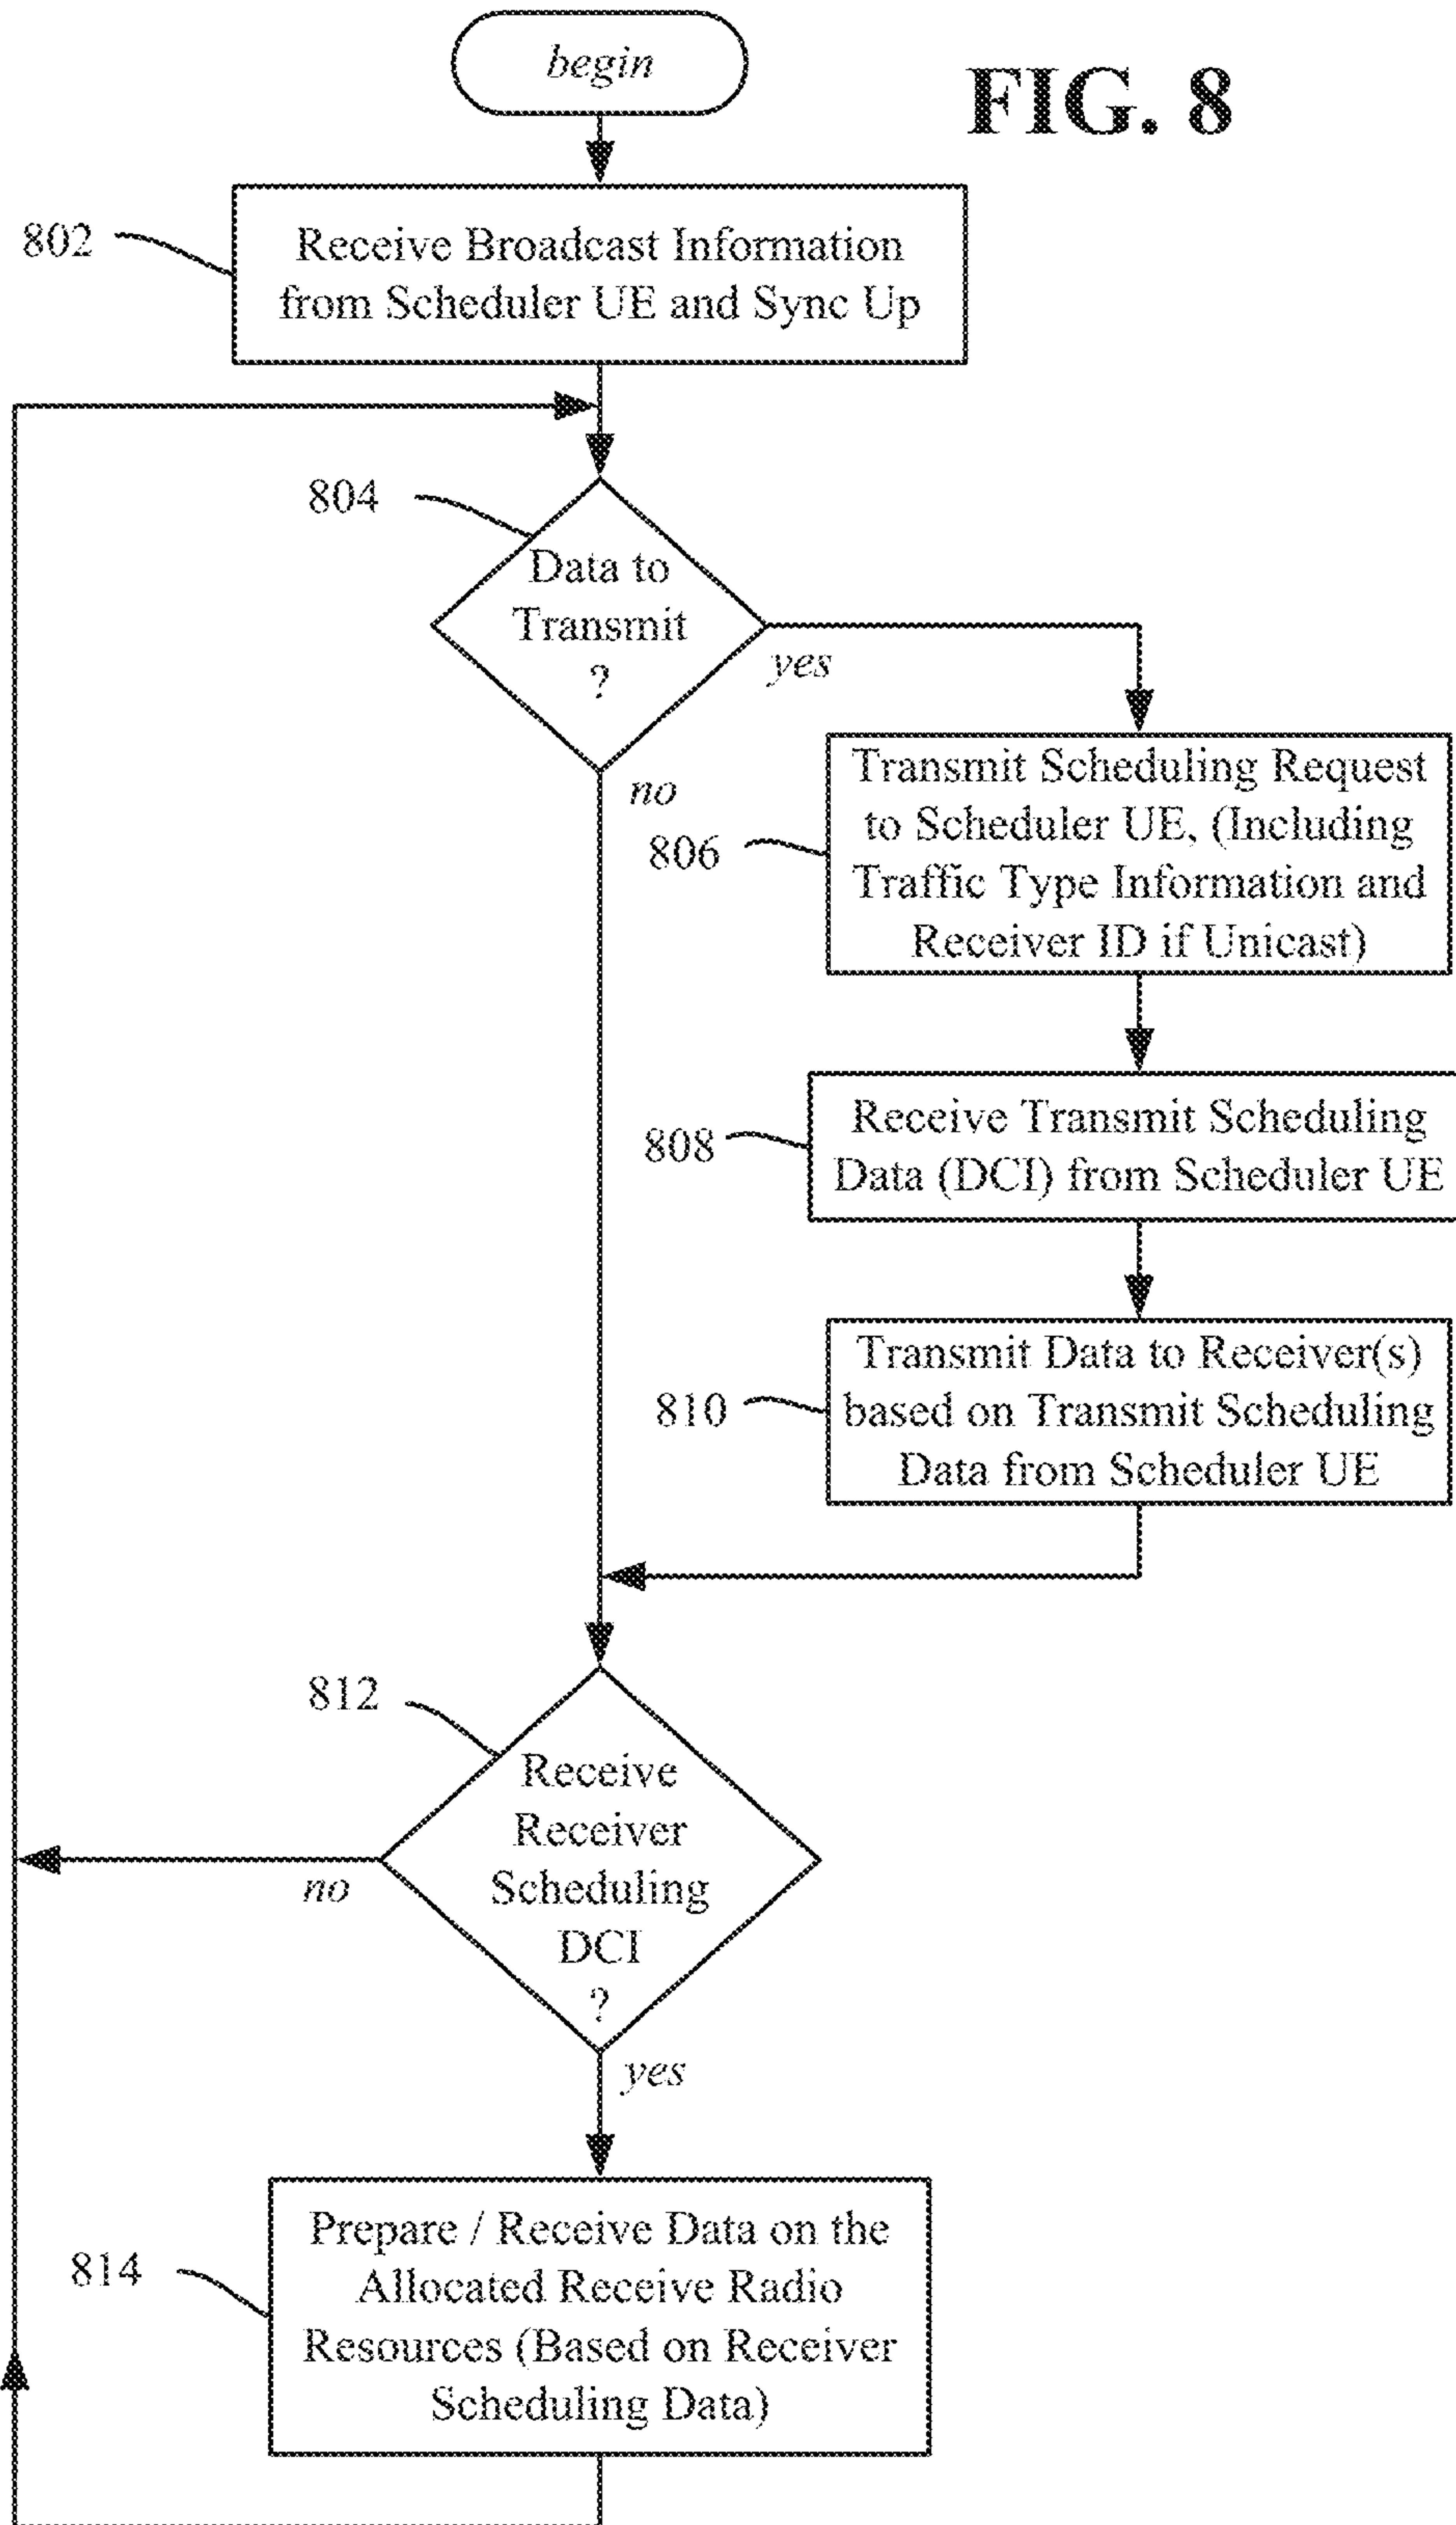 begin
FIG. 8
802
Receive Broadcast Information
from Scheduler UE and Sync Up
804
Data to
Transmit
?
yes
no
806
Transmit Scheduling Request
to Scheduler UE, (Including
Traffic Type Information and
Receiver ID if Unicast)
808
Receive Transmit Scheduling
Data (DCI) from Scheduler UE
810
Transmit Data to Receiver(s)
based on Transmit Scheduling
Data from Scheduler UE
812
Receive
Receiver
Scheduling
DCI
?
no
yes
814
Prepare / Receive Data on the
Allocated Receive Radio
Resources (Based on Receiver
Scheduling Data)